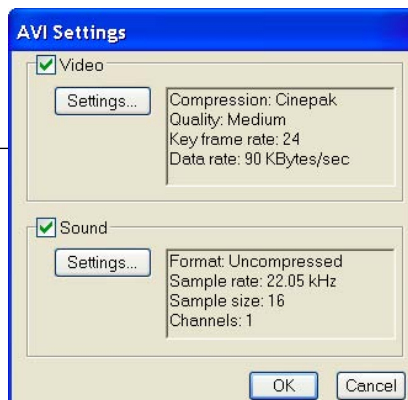 AVI Settings
Video
Settings...
Compression: Cinepak
Quality: Medium
Key frame rate: 24
Data rate: 90 KBytes/sec
Sound
Settings...
Format: Uncompressed
Sample rate: 22.05 kHz
Sample size: 16
Channels: 1
OK Cancel